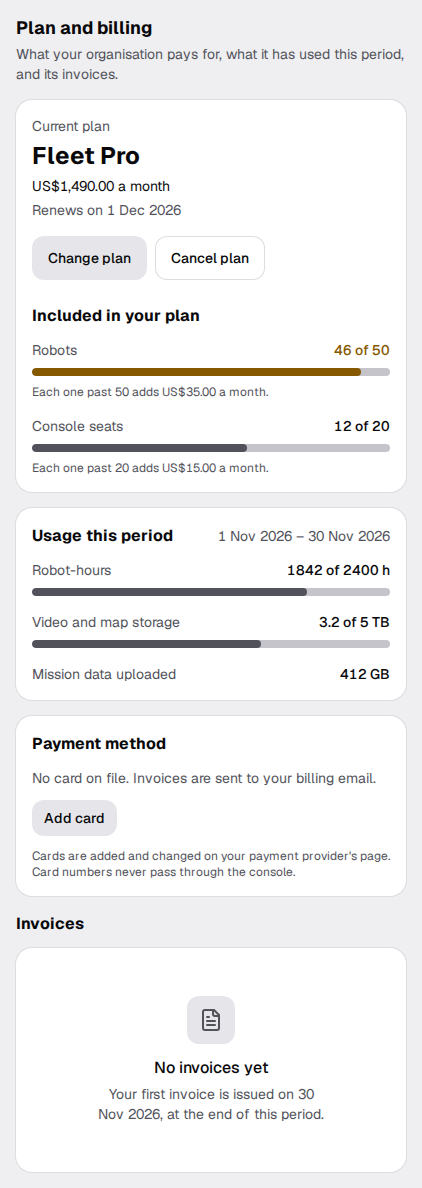 Plan and billing
What your organisation pays for, what it has used this period,
and its invoices.
Current plan
Fleet Pro
US$1,490.00 a month
Renews on 1 Dec 2026
Change plan
Cancel plan
Included in your plan
Robots
46 of 50
Each one past 50 adds US$35.00 a month.
Console seats
12 of 20
Each one past 20 adds US$15.00 a month.
Usage this period
1 Nov 2026 – 30 Nov 2026
Robot-hours
1842 of 2400 h
Video and map storage
3.2 of 5 TB
Mission data uploaded
412 GB
Payment method
No card on file. Invoices are sent to your billing email.
Add card
Cards are added and changed on your payment provider's page.
Card numbers never pass through the console.
Invoices
No invoices yet
Your first invoice is issued on 30
Nov 2026, at the end of this period.